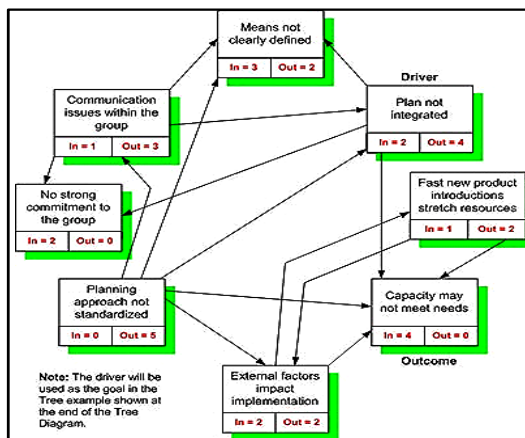 Means not
clearly defined
In = 3 Out = 2
Driver
Communication
issues within the
group
In = 1 Out = 3
Plan not
integrated
In = 2 Out = 4
No strong
commitment to
the group
In = 2 Out = 0
Fast new product
introductions
stretch resources
In = 1 Out = 2
Planning
approach not
standardized
In = 0 Out = 5
Capacity may
not meet needs
In = 4 Out = 0
Outcome
External factors
impact
implementation
In = 2 Out = 2
Note: The driver will be
used as the goal in the
Tree example shown at
the end of the Tree
Diagram.